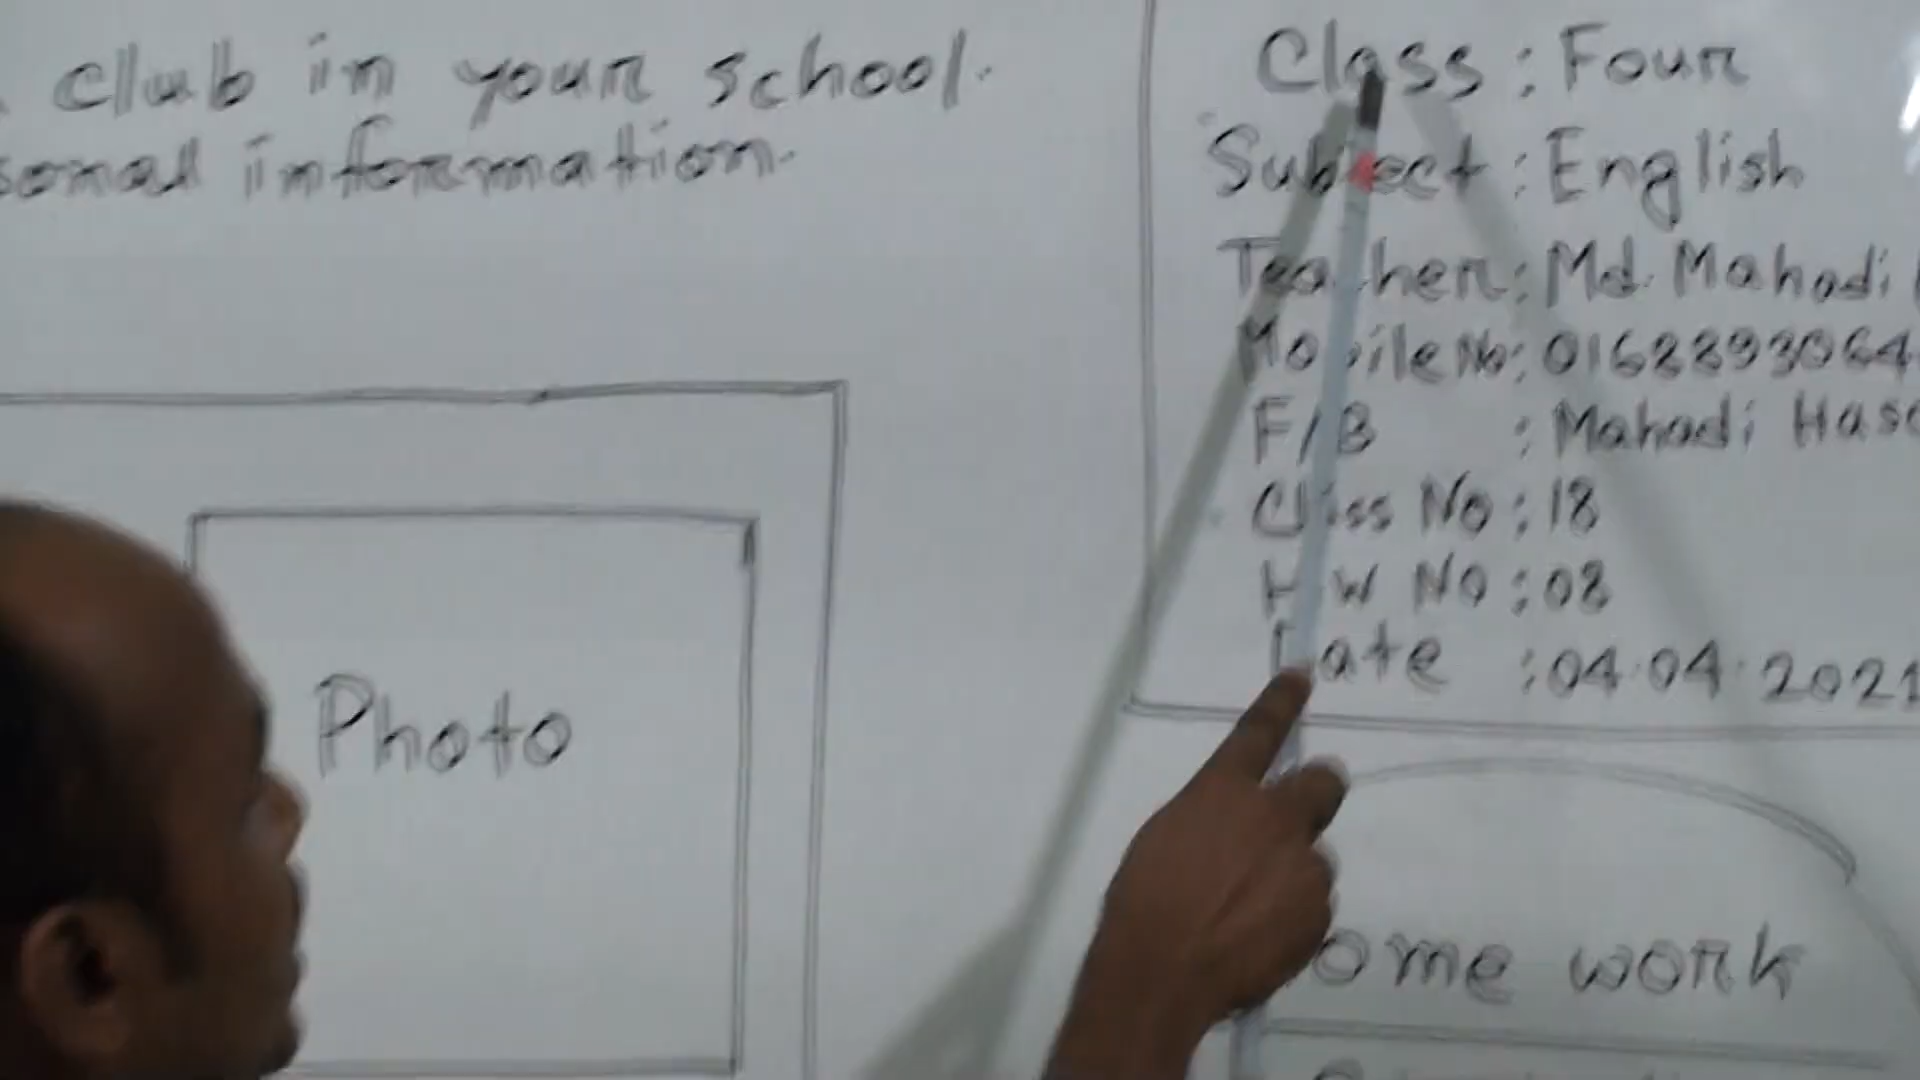 club in your school.
sonal information.
Photo
Class : Four
Subject : English
Teacher : Md. Mahadi
Mobile No : 0168893064
F/B : Mahadi Has
Class No : 18
H.W No : 08
Date : 04.04.2021
ome work